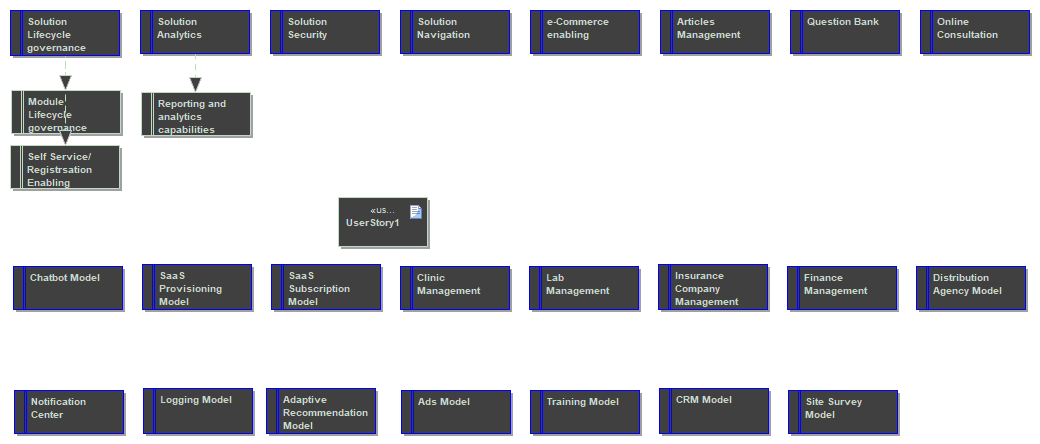 Solution
Lifecycle
governance
Solution
Analytics
Solution
Security
Solution
Navigation
e-Commerce
enabling
Articles
Management
Question Bank
Online
Consultation
Module
Lifecycle
governance
Reporting and
analytics
capabilities
Self Service/
Registrsation
Enabling
«us...
UserStory1
Chatbot Model
SaaS
Provisioning
Model
SaaS
Subscription
Model
Clinic
Management
Lab
Management
Insurance
Company
Management
Finance
Management
Distribution
Agency Model
Notification
Center
Logging Model
Adaptive
Recommendation
Model
Ads Model
Training Model
CRM Model
Site Survey
Model